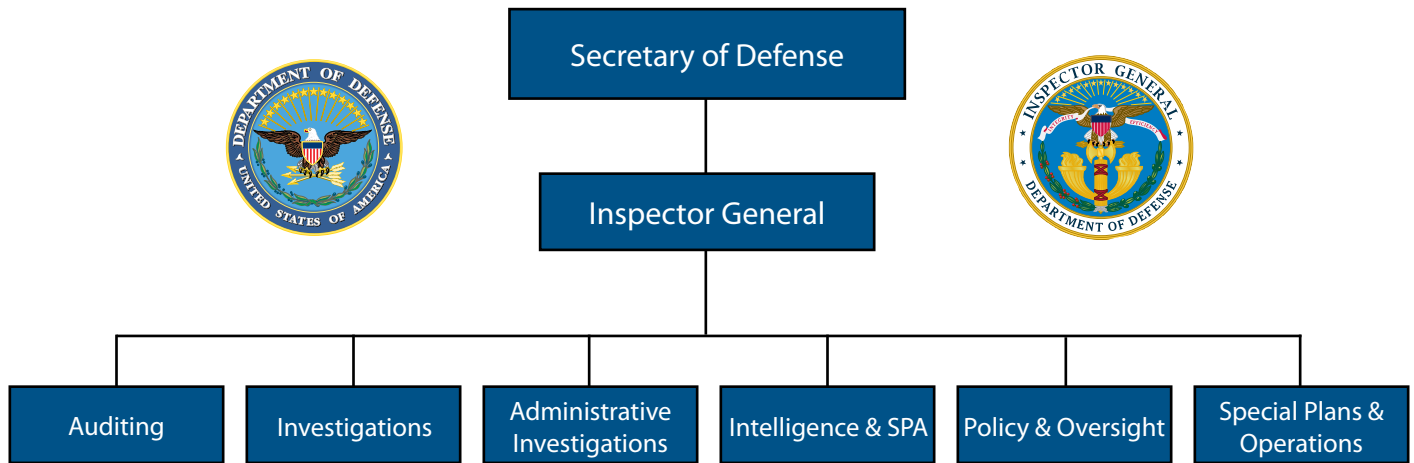 Secretary of Defense
DEPARTMENT OF DEFENSE
UNITED STATES OF AMERICA
INSPECTOR GENERAL
INTEGRITY
EFFICIENCY
DEPARTMENT OF DEFENSE
Inspector General
Auditing
Investigations
Administrative
Investigations
Intelligence & SPA
Policy & Oversight
Special Plans &
Operations